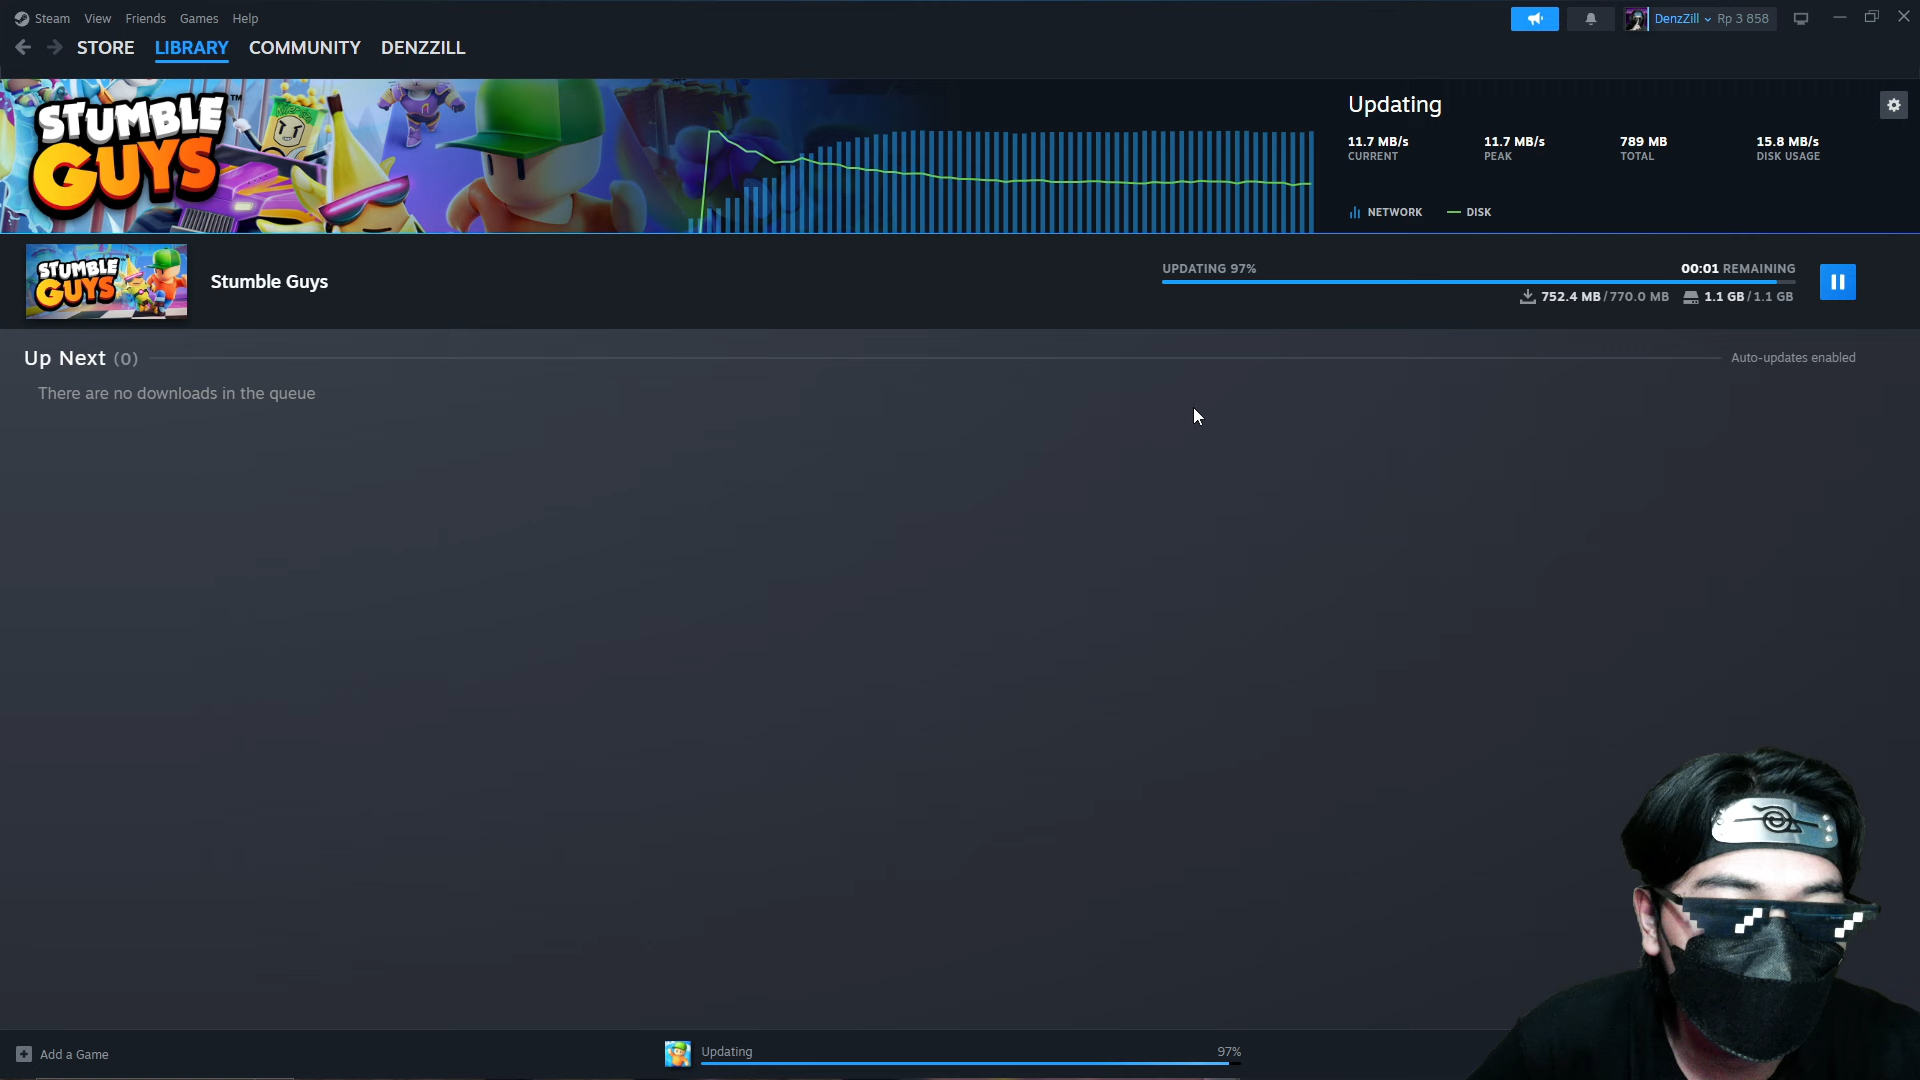 Steam View Friends Games Help
DenzZill Rp 3 858
STORE LIBRARY COMMUNITY DENZZILL
STUMBLE
GUYS
™
Updating
11.7 MB/s 11.7 MB/s 789 MB 15.8 MB/s
CURRENT PEAK TOTAL DISK USAGE
NETWORK DISK
STUMBLE
GUYS
Stumble Guys
UPDATING 97% 00:01 REMAINING
752.4 MB/770.0 MB 1.1 GB/1.1 GB
Up Next (0) Auto-updates enabled
There are no downloads in the queue
Add a Game
Updating 97%